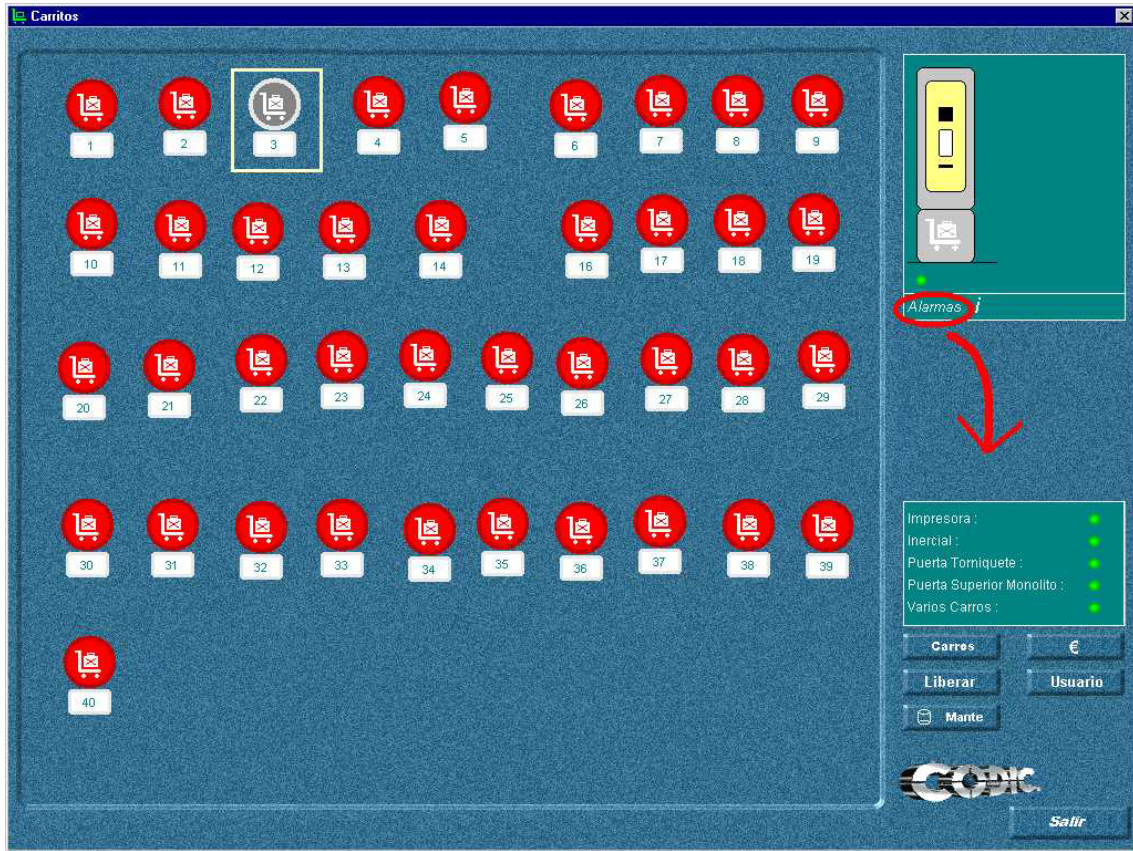 Carritos
1 2 3 4 5 6 7 8 9
10 11 12 13 14 16 17 18 19
20 21 22 23 24 25 26 27 28 29
30 31 32 33 34 35 36 37 38 39
40
Alarmas i
Impresora :
Inercial :
Puerta Torniquete :
Puerta Superior Monolito :
Varios Carros :
Carros €
Liberar Usuario
Mante
CODIC
Salir